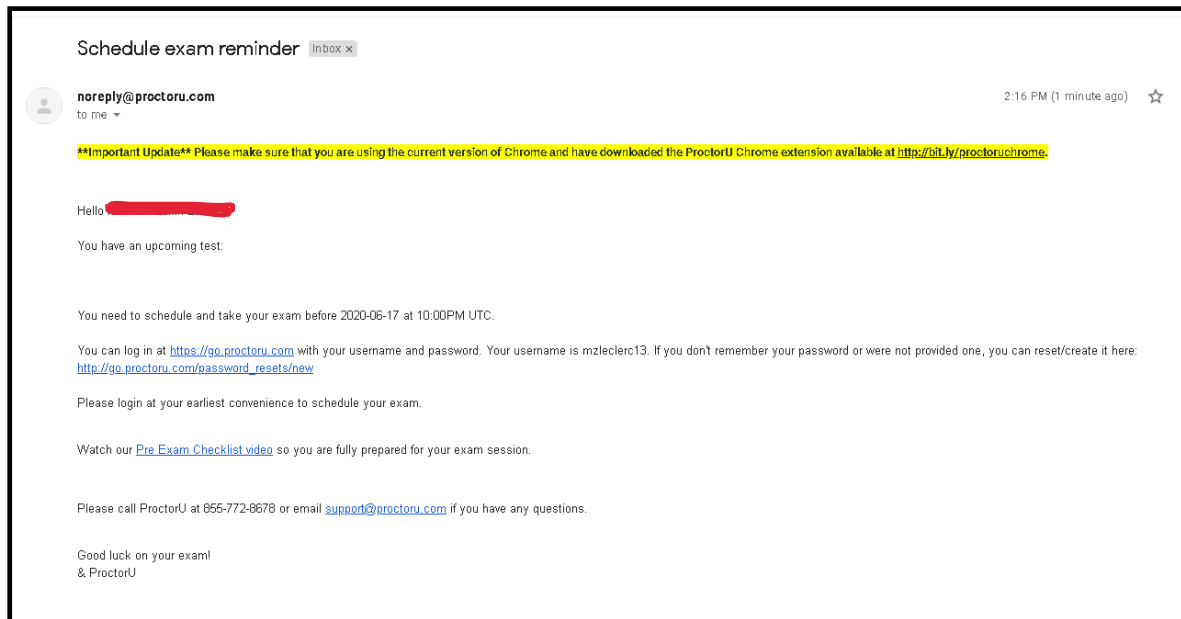 Schedule exam reminder Inbox x
noreply@proctoru.com
2:16 PM (1 minute ago)
to me
**Important Update** Please make sure that you are using the current version of Chrome and have downloaded the ProctorU Chrome extension available at http://bit.ly/proctoruchrome.
Hello
You have an upcoming test:
You need to schedule and take your exam before 2020-06-17 at 10:00PM UTC.
You can log in at https://go.proctoru.com with your username and password. Your username is mzleclerc13. If you don't remember your password or were not provided one, you can reset/create it here:
http://go.proctoru.com/password_resets/new
Please login at your earliest convenience to schedule your exam.
Watch our Pre Exam Checklist video so you are fully prepared for your exam session.
Please call ProctorU at 855-772-8678 or email support@proctoru.com if you have any questions.
Good luck on your exam!
& ProctorU